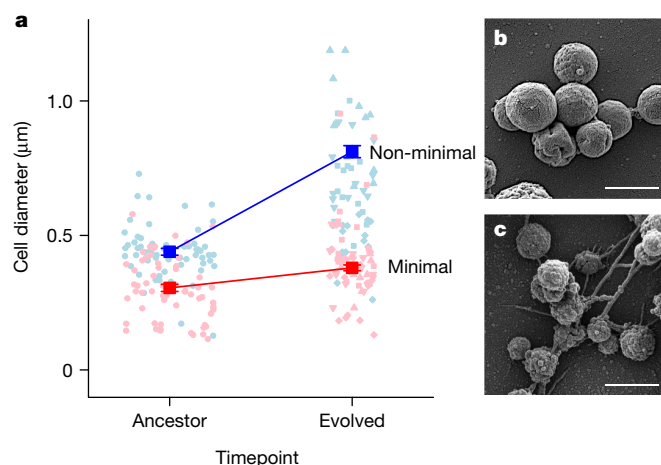 a
b
1.0
Non-minimal
Cell diameter (μm)
0.5
Minimal
c
0
Ancestor
Evolved
Timepoint